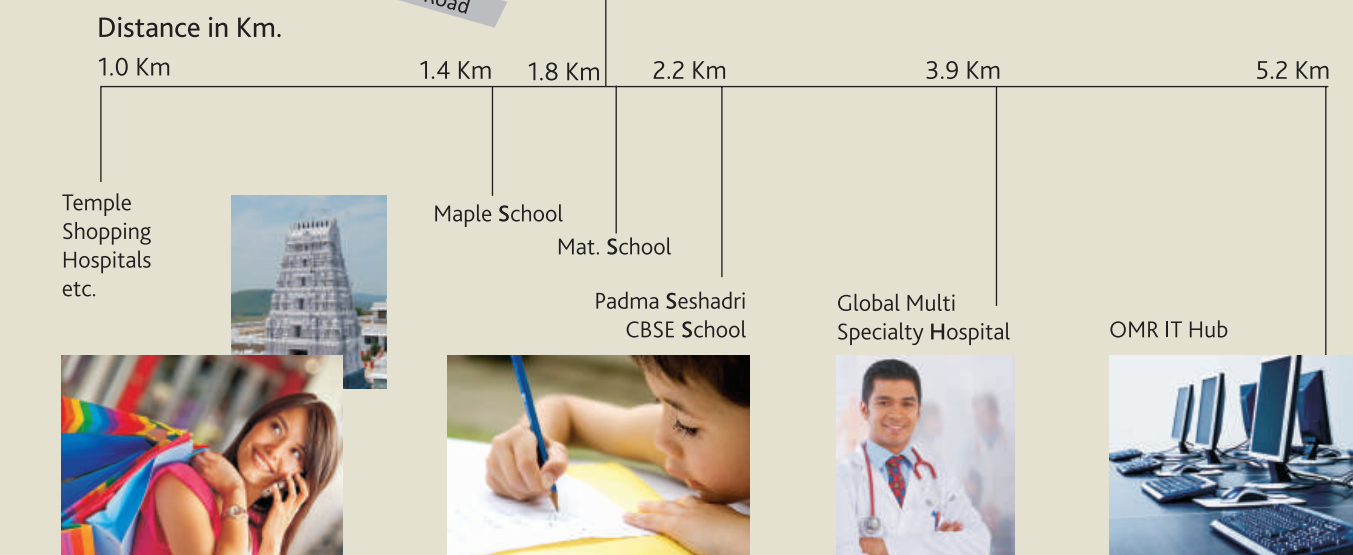 Road
Distance in Km.
1.0 Km
1.4 Km
1.8 Km
2.2 Km
3.9 Km
5.2 Km
Temple
Shopping
Hospitals
etc.
Maple School
Mat. School
Padma Seshadri
CBSE School
Global Multi
Specialty Hospital
OMR IT Hub